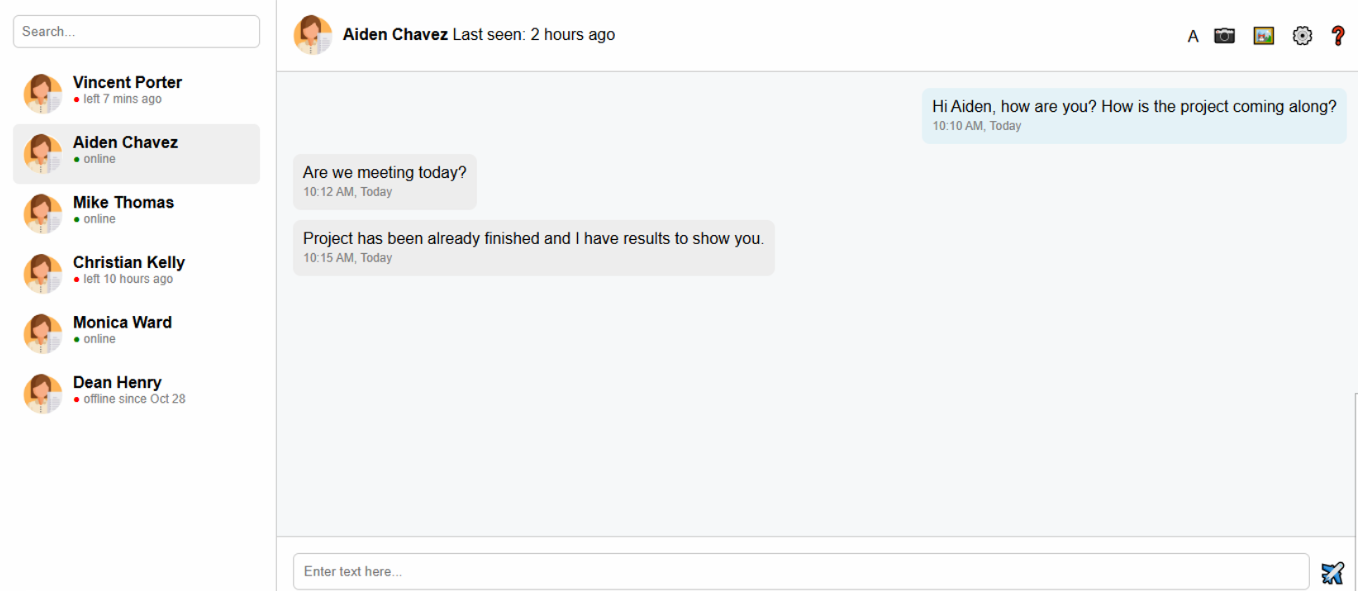 Search...
Vincent Porter
left 7 mins ago
Aiden Chavez
online
Mike Thomas
online
Christian Kelly
left 10 hours ago
Monica Ward
online
Dean Henry
offline since Oct 28
Aiden Chavez Last seen: 2 hours ago
A
Hi Aiden, how are you? How is the project coming along?
10:10 AM, Today
Are we meeting today?
10:12 AM, Today
Project has been already finished and I have results to show you.
10:15 AM, Today
Enter text here...